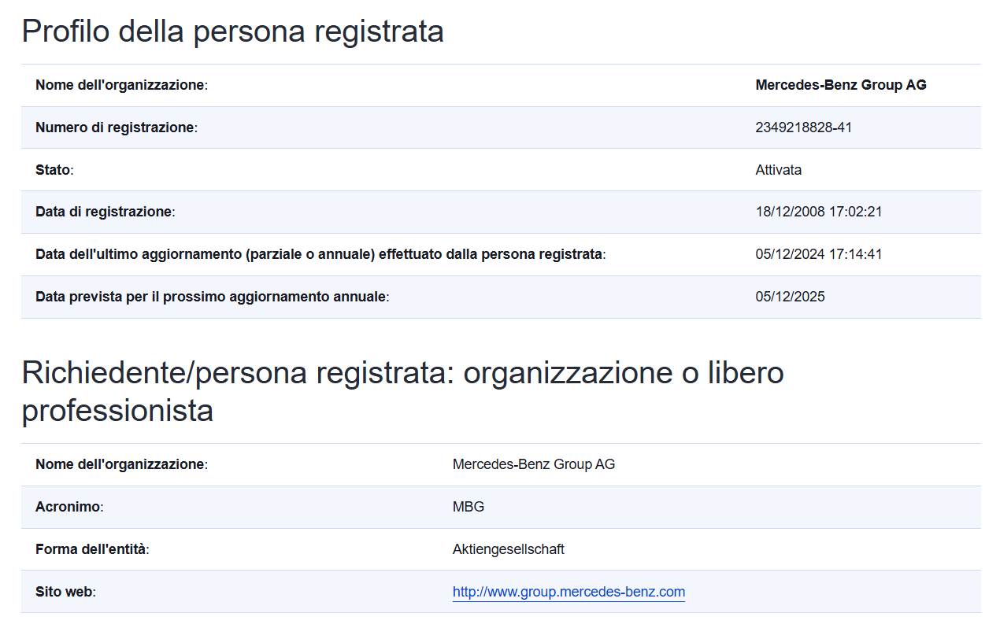 Profilo della persona registrata
Nome dell'organizzazione: Mercedes-Benz Group AG
Numero di registrazione: 2349218828-41
Stato: Attivata
Data di registrazione: 18/12/2008 17:02:21
Data dell'ultimo aggiornamento (parziale o annuale) effettuato dalla persona registrata: 05/12/2024 17:14:41
Data prevista per il prossimo aggiornamento annuale: 05/12/2025
Richiedente/persona registrata: organizzazione o libero
professionista
Nome dell'organizzazione: Mercedes-Benz Group AG
Acronimo: MBG
Forma dell'entità: Aktiengesellschaft
Sito web: http://www.group.mercedes-benz.com